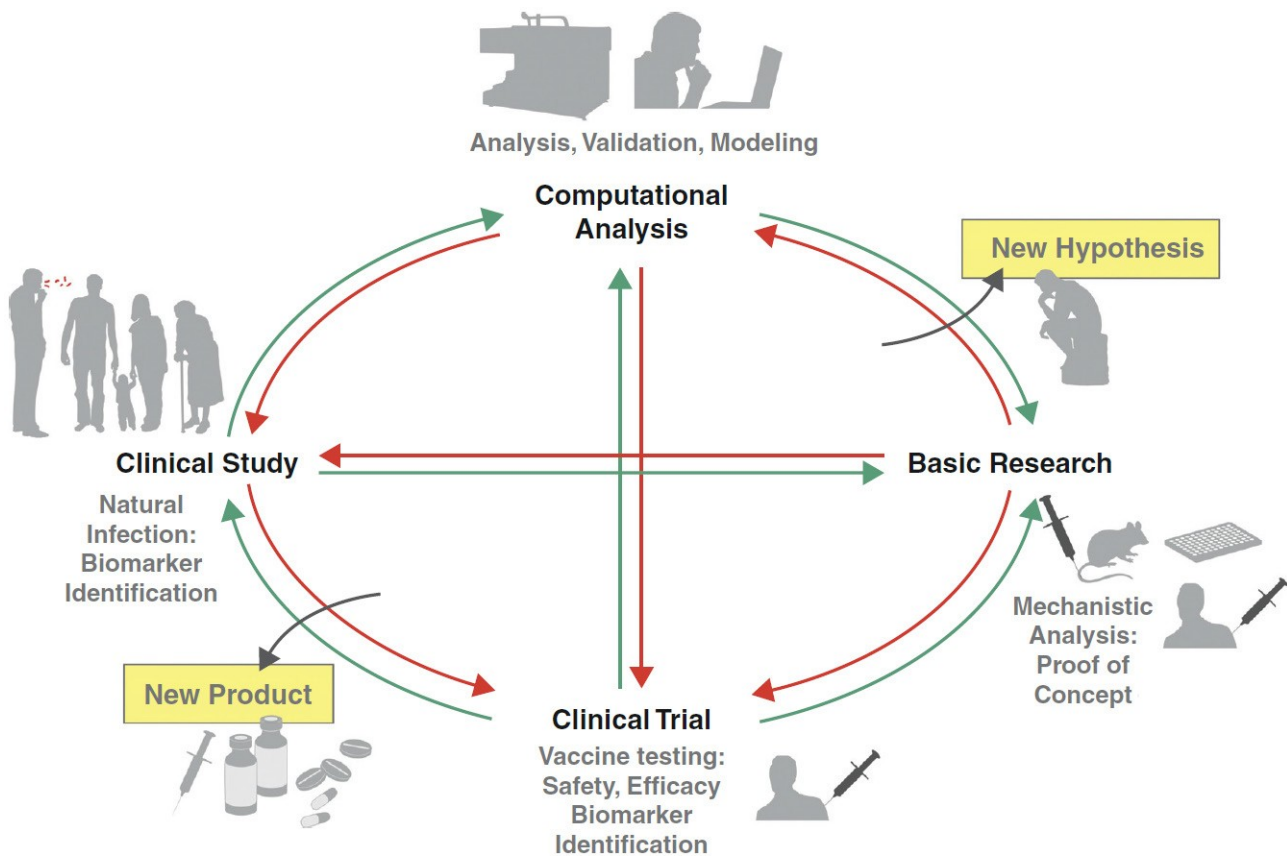 Analysis, Validation, Modeling
Computational
Analysis
New Hypothesis
Clinical Study
Natural
Infection:
Biomarker
Identification
Basic Research
Mechanistic
Analysis:
Proof of
Concept
New Product
Clinical Trial
Vaccine testing:
Safety, Efficacy
Biomarker
Identification